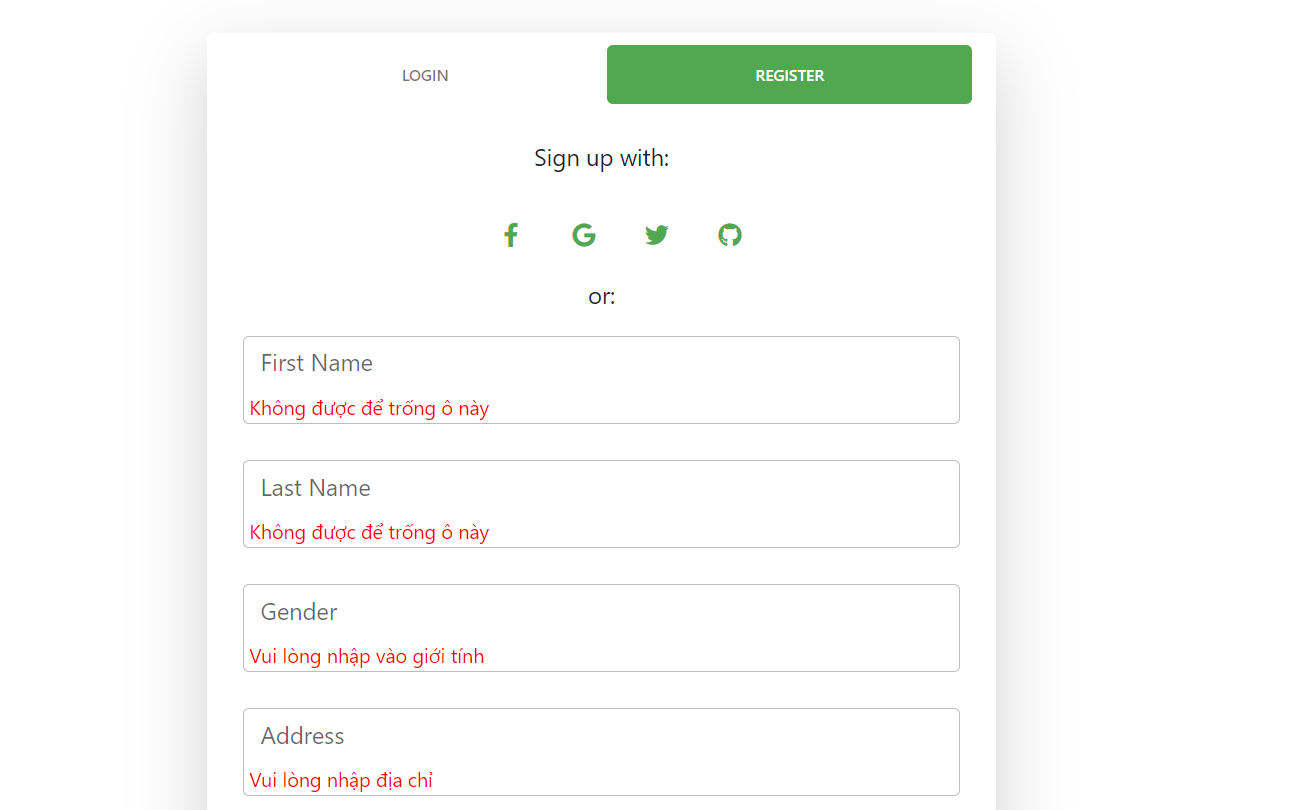 LOGIN
REGISTER
Sign up with:
or:
First Name
Không được để trống ô này
Last Name
Không được để trống ô này
Gender
Vui lòng nhập vào giới tính
Address
Vui lòng nhập địa chỉ